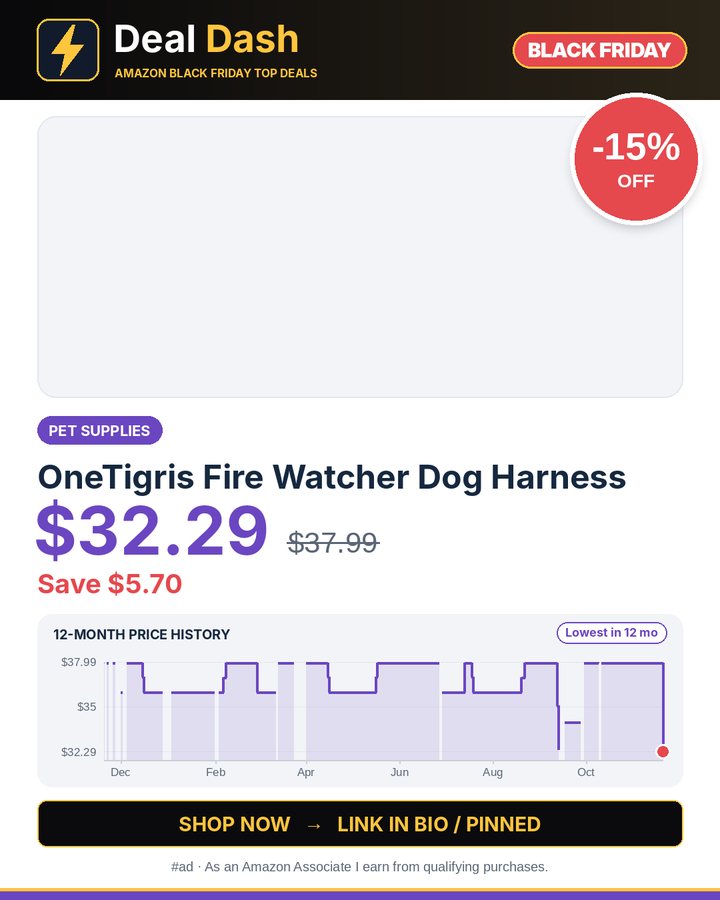 Deal Dash
AMAZON BLACK FRIDAY TOP DEALS
BLACK FRIDAY
-15%
OFF
PET SUPPLIES
OneTigris Fire Watcher Dog Harness
$32.29 $37.99
Save $5.70
12-MONTH PRICE HISTORY
Lowest in 12 mo
$37.99
$35
$32.29
Dec Feb Apr Jun Aug Oct
SHOP NOW → LINK IN BIO / PINNED
#ad · As an Amazon Associate I earn from qualifying purchases.